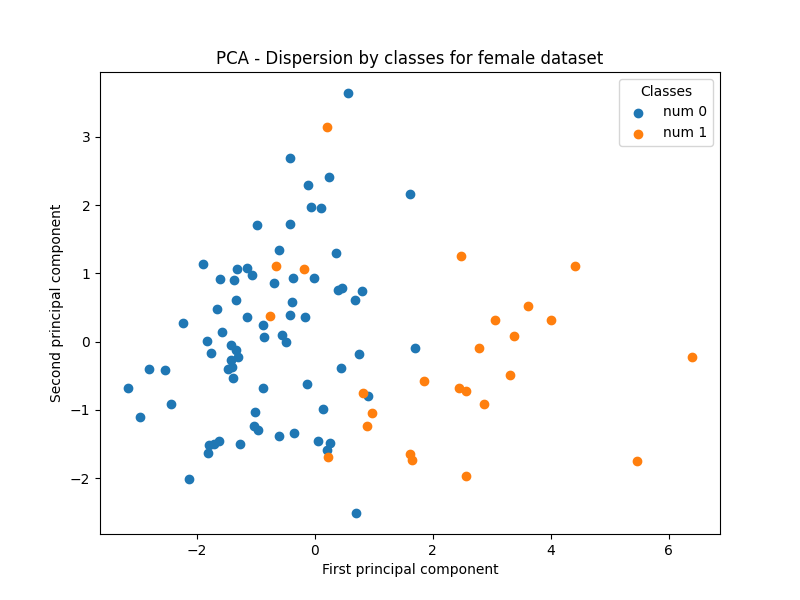 PCA - Dispersion by classes for female dataset
Classes
num 0
num 1
3
2
1
0
−1
−2
Second principal component
−2
0
2
4
6
First principal component